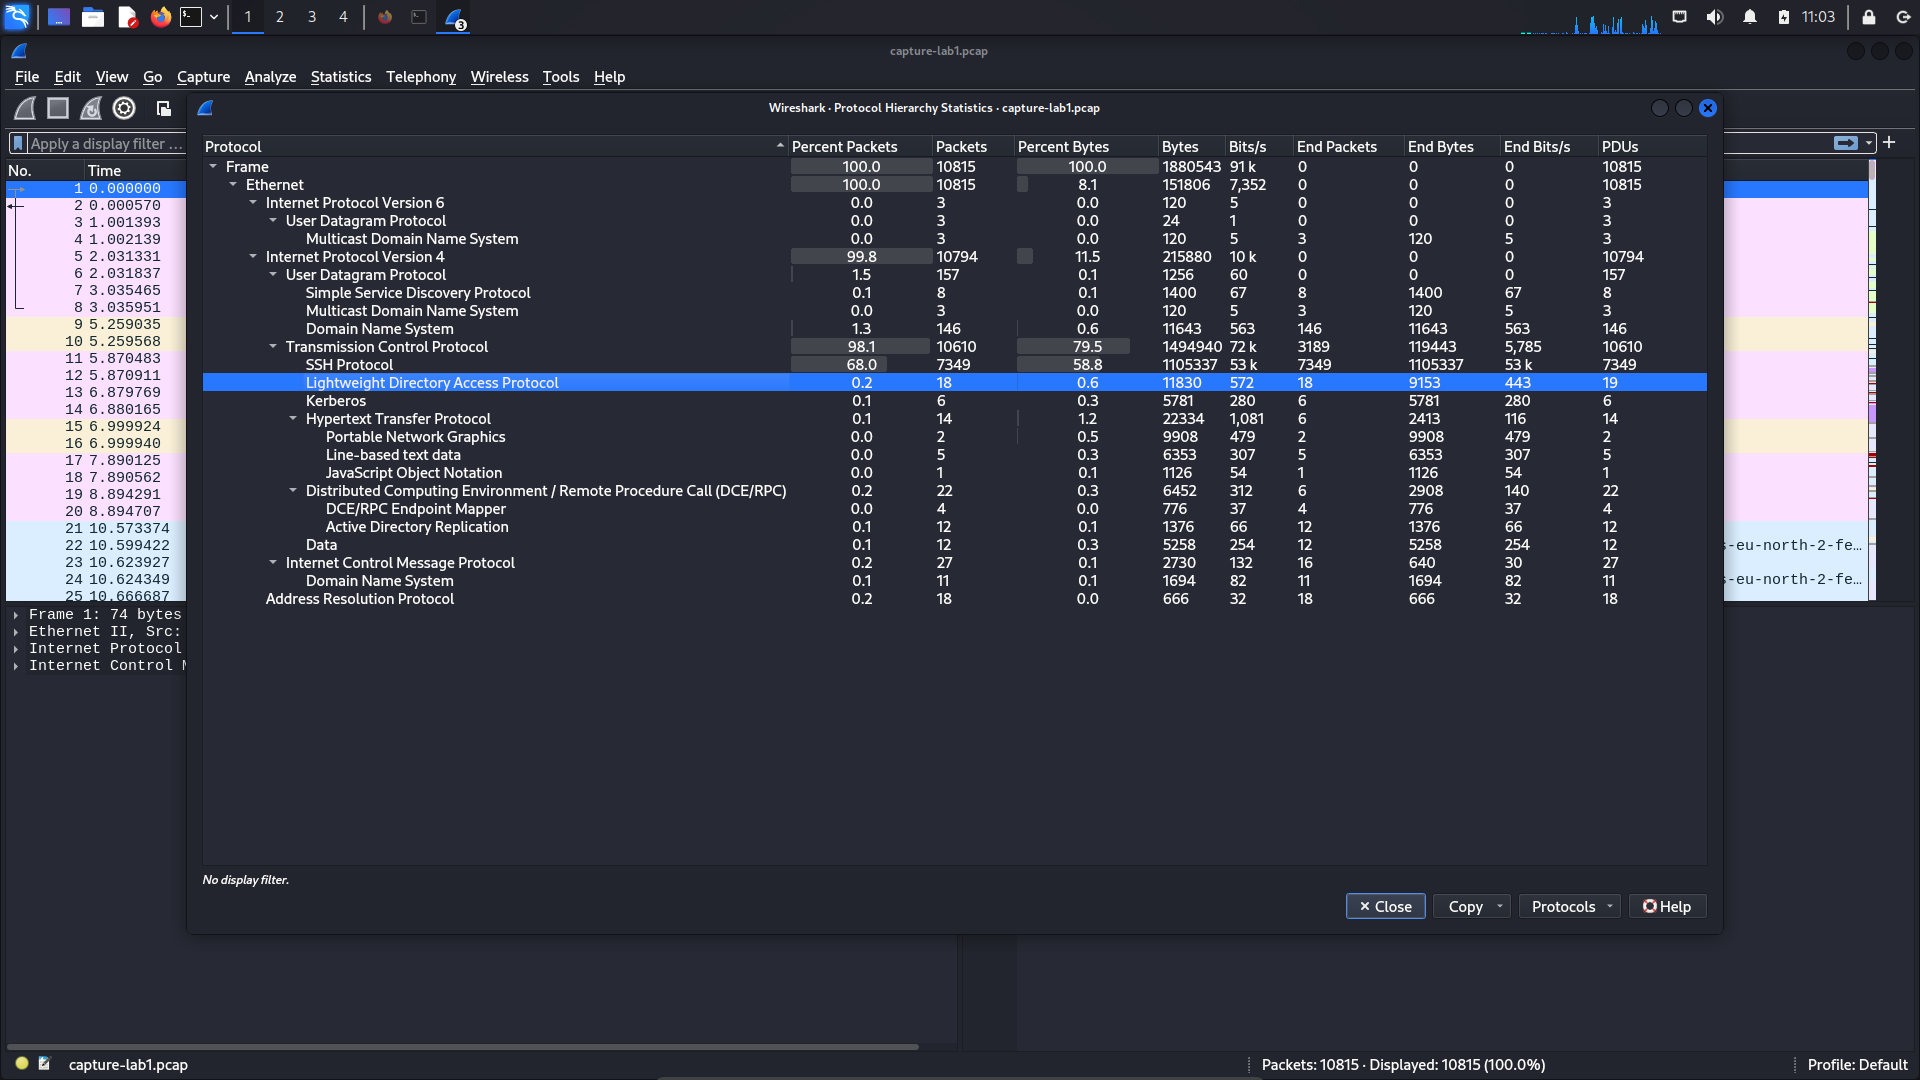 1 2 3 4 3 11:03
capture-lab1.pcap
File Edit View Go Capture Analyze Statistics Telephony Wireless Tools Help
Wireshark · Protocol Hierarchy Statistics · capture-lab1.pcap
Apply a display filter …
No. Time
1 0.000000
2 0.000570
3 1.001393
4 1.002139
5 2.031331
6 2.031837
7 3.035465
8 3.035951
9 5.259035
10 5.259568
11 5.870483
12 5.870911
13 6.879769
14 6.880165
15 6.999924
16 6.999940
17 7.890125
18 7.890562
19 8.894291
20 8.894707
21 10.573374
22 10.599422
23 10.623927
24 10.624349
25 10.666687
s-eu-north-2-fe…
s-eu-north-2-fe…
Protocol Percent Packets Packets Percent Bytes Bytes Bits/s End Packets End Bytes End Bits/s PDUs
Frame 100.0 10815 100.0 1880543 91 k 0 0 0 10815
Ethernet 100.0 10815 8.1 151806 7,352 0 0 0 10815
Internet Protocol Version 6 0.0 3 0.0 120 5 0 0 0 3
User Datagram Protocol 0.0 3 0.0 24 1 0 0 0 3
Multicast Domain Name System 0.0 3 0.0 120 5 3 120 5 3
Internet Protocol Version 4 99.8 10794 11.5 215880 10 k 0 0 0 10794
User Datagram Protocol 1.5 157 0.1 1256 60 0 0 0 157
Simple Service Discovery Protocol 0.1 8 0.1 1400 67 8 1400 67 8
Multicast Domain Name System 0.0 3 0.0 120 5 3 120 5 3
Domain Name System 1.3 146 0.6 11643 563 146 11643 563 146
Transmission Control Protocol 98.1 10610 79.5 1494940 72 k 3189 119443 5,785 10610
SSH Protocol 68.0 7349 58.8 1105337 53 k 7349 1105337 53 k 7349
Lightweight Directory Access Protocol 0.2 18 0.6 11830 572 18 9153 443 19
Kerberos 0.1 6 0.3 5781 280 6 5781 280 6
Hypertext Transfer Protocol 0.1 14 1.2 22334 1,081 6 2413 116 14
Portable Network Graphics 0.0 2 0.5 9908 479 2 9908 479 2
Line-based text data 0.0 5 0.3 6353 307 5 6353 307 5
JavaScript Object Notation 0.0 1 0.1 1126 54 1 1126 54 1
Distributed Computing Environment / Remote Procedure Call (DCE/RPC) 0.2 22 0.3 6452 312 6 2908 140 22
DCE/RPC Endpoint Mapper 0.0 4 0.0 776 37 4 776 37 4
Active Directory Replication 0.1 12 0.1 1376 66 12 1376 66 12
Data 0.1 12 0.3 5258 254 12 5258 254 12
Internet Control Message Protocol 0.2 27 0.1 2730 132 16 640 30 27
Domain Name System 0.1 11 0.1 1694 82 11 1694 82 11
Address Resolution Protocol 0.2 18 0.0 666 32 18 666 32 18
Frame 1: 74 bytes
Ethernet II, Src:
Internet Protocol
Internet Control
No display filter.
Close Copy Protocols Help
capture-lab1.pcap Packets: 10815 · Displayed: 10815 (100.0%) Profile: Default